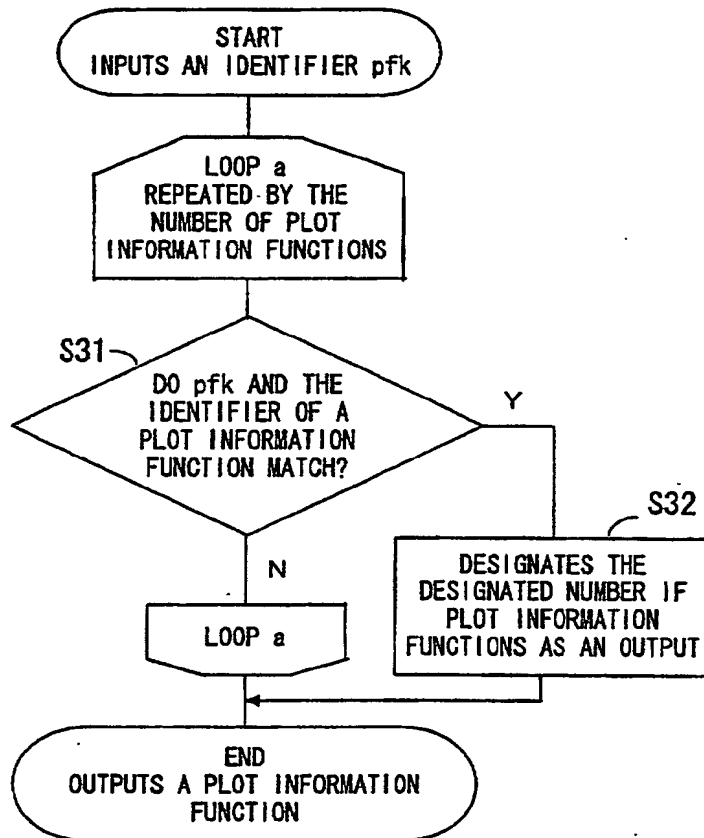 START
INPUTS AN IDENTIFIER pfk
LOOP a
REPEATED BY THE
NUMBER OF PLOT
INFORMATION FUNCTIONS
S31
DO pfk AND THE
IDENTIFIER OF A
PLOT INFORMATION
FUNCTION MATCH?
Y
S32
DESIGNATES THE
DESIGNATED NUMBER IF
PLOT INFORMATION
FUNCTIONS AS AN OUTPUT
N
LOOP a
END
OUTPUTS A PLOT INFORMATION
FUNCTION